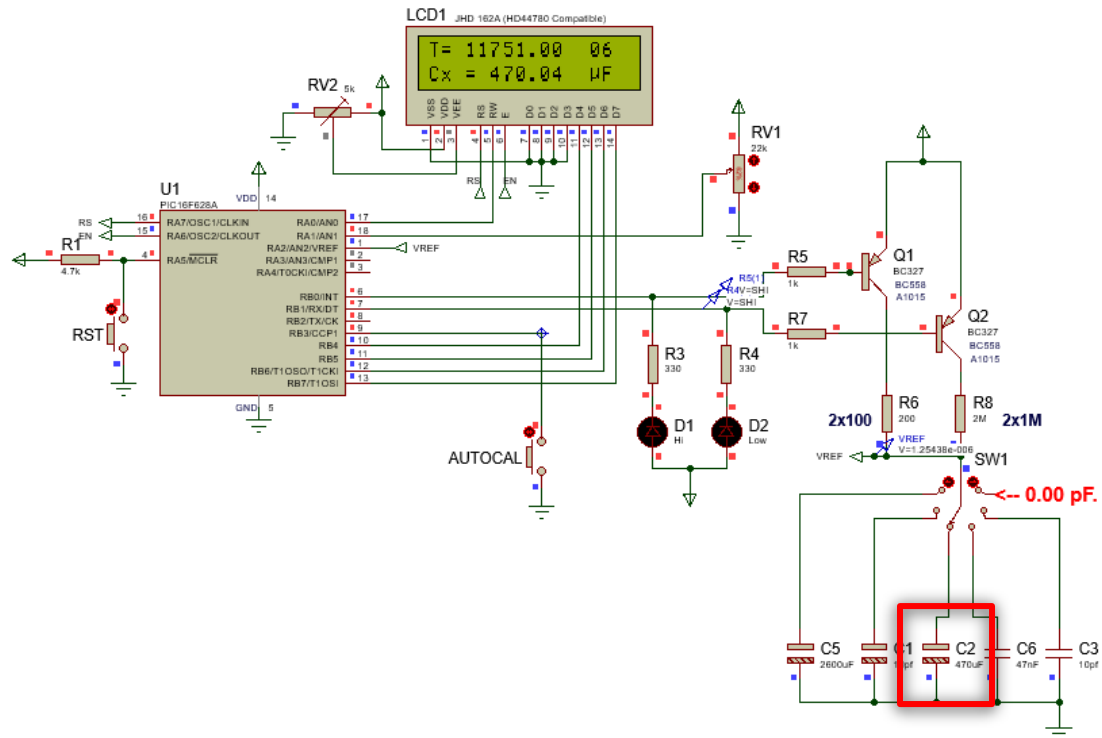 LCD1 JHD 162A (HD44780 Compatible)
T= 11751.00 06
Cx = 470.04 µF
VSS
VDD
VEE
RS
RW
E
D0
D1
D2
D3
D4
D5
D6
D7
1
2
3
4
5
6
7
8
9
10
11
12
13
14
RS
EN
RV2
5k
RV1
22k
U1
PIC16F628A
VDD 14
RS 16 RA7/OSC1/CLKIN
EN 15 RA6/OSC2/CLKOUT
4 RA5/MCLR
RA0/AN0 17
RA1/AN1 18
RA2/AN2/VREF 1 VREF
RA3/AN3/CMP1 2
RA4/T0CKI/CMP2 3
RB0/INT 6
RB1/RX/DT 7
RB2/TX/CK 8
RB3/CCP1 9
RB4 10
RB5 11
RB6/T1OSO/T1CKI 12
RB7/T1OSI 13
GND 5
R1
4.7k
RST
AUTOCAL
R3
330
R4
330
D1
Hi
D2
Low
R5(1)
V=SHI
V=SHI
R5
1k
R7
1k
Q1
BC327
BC558
A1015
Q2
BC327
BC558
A1015
2x100
R6
200
R8
2M
2x1M
VREF
V=1.25438e-006
VREF
SW1
<-- 0.00 pF.
C5
2600uF
C1
C2
470uF
C6
47nF
C3
10pf